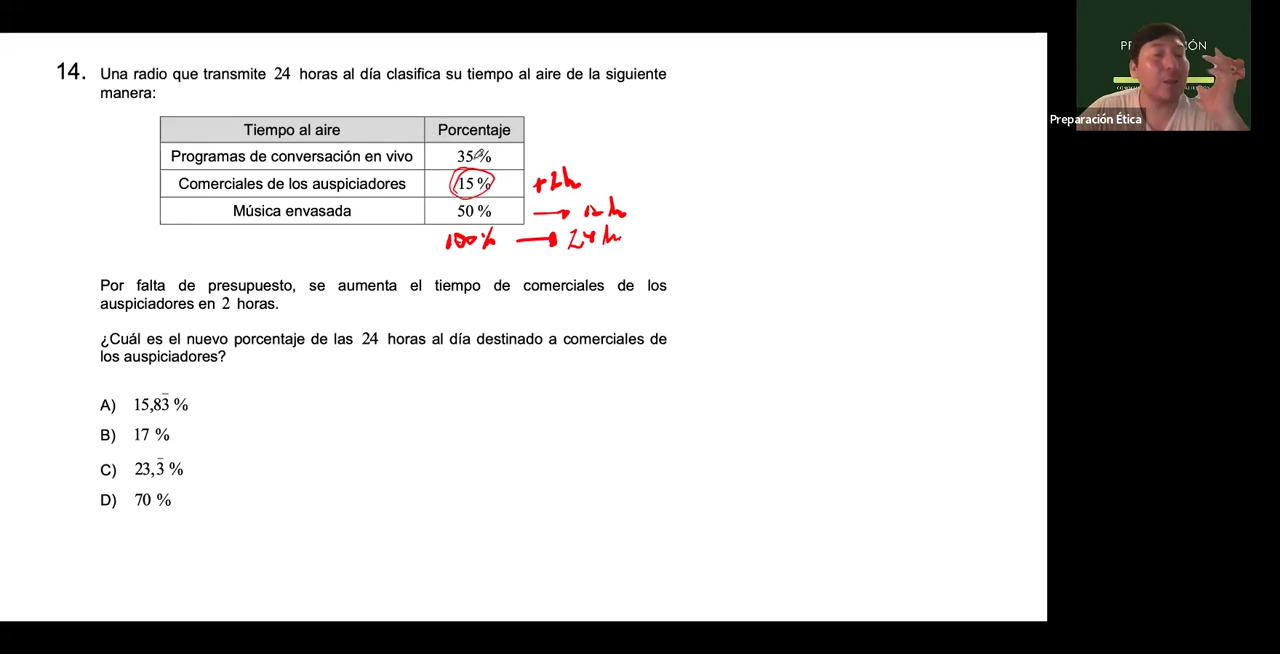 14. Una radio que transmite 24 horas al día clasifica su tiempo al aire de la siguiente
manera:
Tiempo al aire Porcentaje
Programas de conversación en vivo 35 %
Comerciales de los auspiciadores 15 % +2h
Música envasada 50 % → 12 h
100% → 24 h
Por falta de presupuesto, se aumenta el tiempo de comerciales de los
auspiciadores en 2 horas.
¿Cuál es el nuevo porcentaje de las 24 horas al día destinado a comerciales de
los auspiciadores?
A) 15,83̅ %
B) 17 %
C) 23,3̅ %
D) 70 %
Preparación Ética